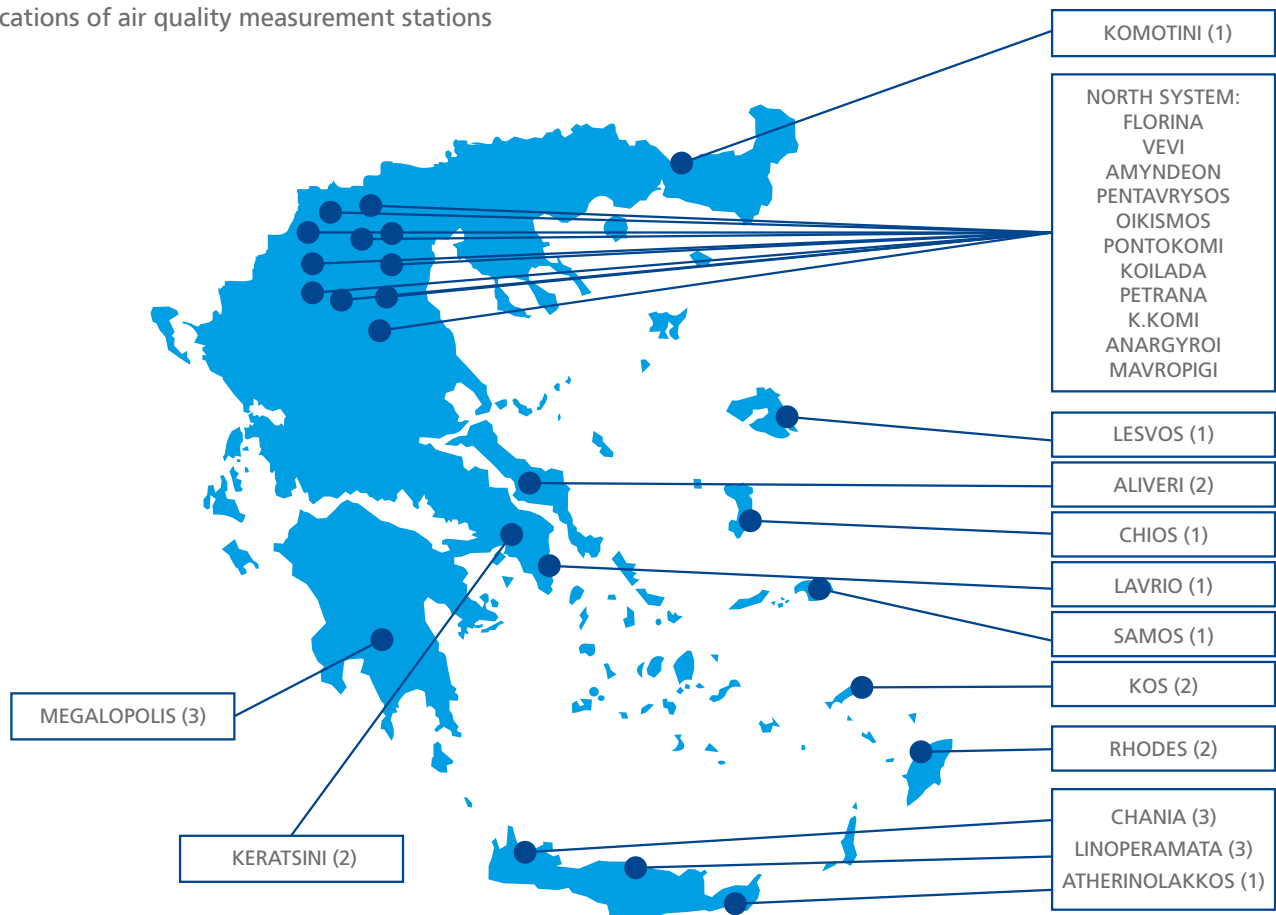 cations of air quality measurement stations
KOMOTINI (1)
NORTH SYSTEM:
FLORINA
VEVI
AMYNDEON
PENTAVRYSOS
OIKISMOS
PONTOKOMI
KOILADA
PETRANA
K.KOMI
ANARGYROI
MAVROPIGI
LESVOS (1)
ALIVERI (2)
CHIOS (1)
LAVRIO (1)
SAMOS (1)
KOS (2)
RHODES (2)
CHANIA (3)
LINOPERAMATA (3)
ATHERINOLAKKOS (1)
MEGALOPOLIS (3)
KERATSINI (2)